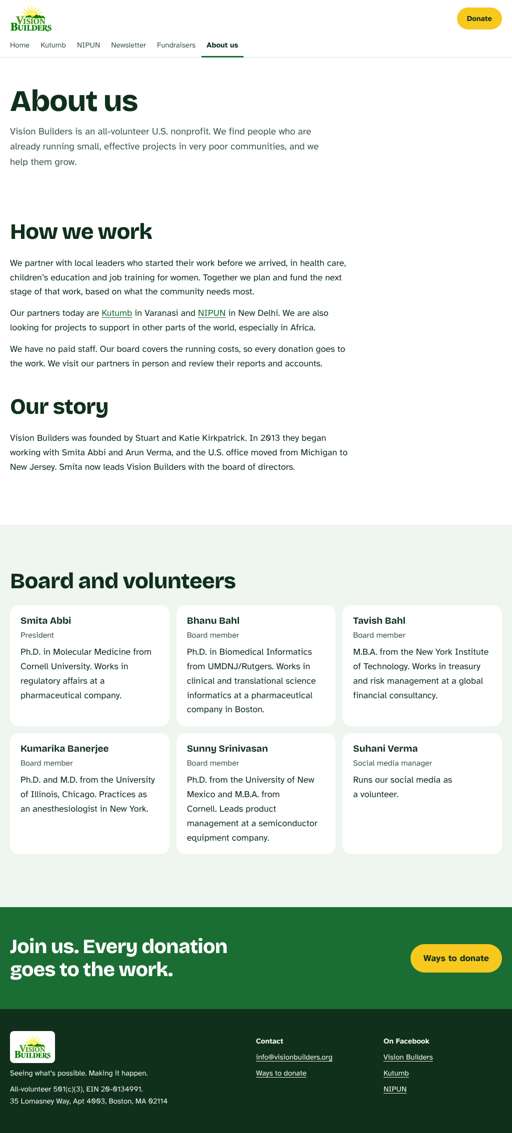 VISION
BUILDERS
Donate
Home Kutumb NIPUN Newsletter Fundraisers About us
About us
Vision Builders is an all-volunteer U.S. nonprofit. We find people who are
already running small, effective projects in very poor communities, and we
help them grow.
How we work
We partner with local leaders who started their work before we arrived, in health care,
children's education and job training for women. Together we plan and fund the next
stage of that work, based on what the community needs most.
Our partners today are Kutumb in Varanasi and NIPUN in New Delhi. We are also
looking for projects to support in other parts of the world, especially in Africa.
We have no paid staff. Our board covers the running costs, so every donation goes to
the work. We visit our partners in person and review their reports and accounts.
Our story
Vision Builders was founded by Stuart and Katie Kirkpatrick. In 2013 they began
working with Smita Abbi and Arun Verma, and the U.S. office moved from Michigan to
New Jersey. Smita now leads Vision Builders with the board of directors.
Board and volunteers
Smita Abbi
President
Ph.D. in Molecular Medicine from
Cornell University. Works in
regulatory affairs at a
pharmaceutical company.
Bhanu Bahl
Board member
Ph.D. in Biomedical Informatics
from UMDNJ/Rutgers. Works in
clinical and translational science
informatics at a pharmaceutical
company in Boston.
Tavish Bahl
Board member
M.B.A. from the New York Institute
of Technology. Works in treasury
and risk management at a global
financial consultancy.
Kumarika Banerjee
Board member
Ph.D. and M.D. from the University
of Illinois, Chicago. Practices as
an anesthesiologist in New York.
Sunny Srinivasan
Board member
Ph.D. from the University of New
Mexico and M.B.A. from
Cornell. Leads product
management at a semiconductor
equipment company.
Suhani Verma
Social media manager
Runs our social media as
a volunteer.
Join us. Every donation
goes to the work.
Ways to donate
VISION
BUILDERS
Seeing what's possible. Making it happen.
All-volunteer 501(c)(3), EIN 20-0134991.
35 Lomasney Way, Apt 4003, Boston, MA 02114
Contact
info@visionbuilders.org
Ways to donate
On Facebook
Vision Builders
Kutumb
NIPUN